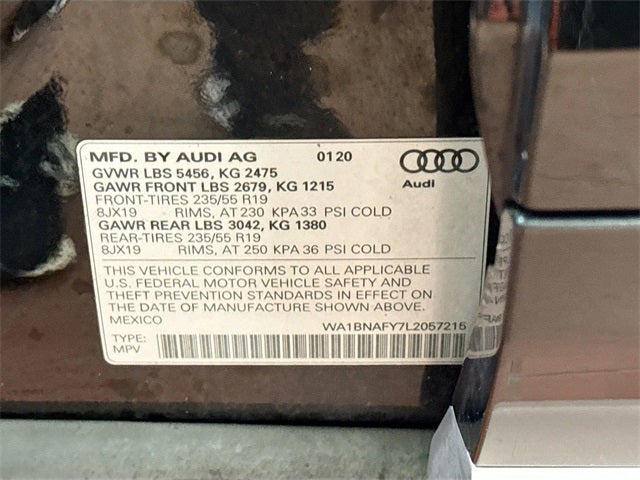 MFD. BY AUDI AG 01 20
GVWR LBS 5456, KG 2475
GAWR FRONT LBS 2679, KG 1215
Audi
FRONT-TIRES 235/55 R19
8JX19 RIMS, AT 230 KPA 33 PSI COLD
GAWR REAR LBS 3042, KG 1380
REAR-TIRES 235/55 R19
8JX19 RIMS, AT 250 KPA 36 PSI COLD
THIS VEHICLE CONFORMS TO ALL APPLICABLE
U.S. FEDERAL MOTOR VEHICLE SAFETY AND
THEFT PREVENTION STANDARDS IN EFFECT ON
THE DATE OF MANUFACTURE SHOWN ABOVE.
MEXICO WA1BNAFY7L2057215
TYPE:
MPV